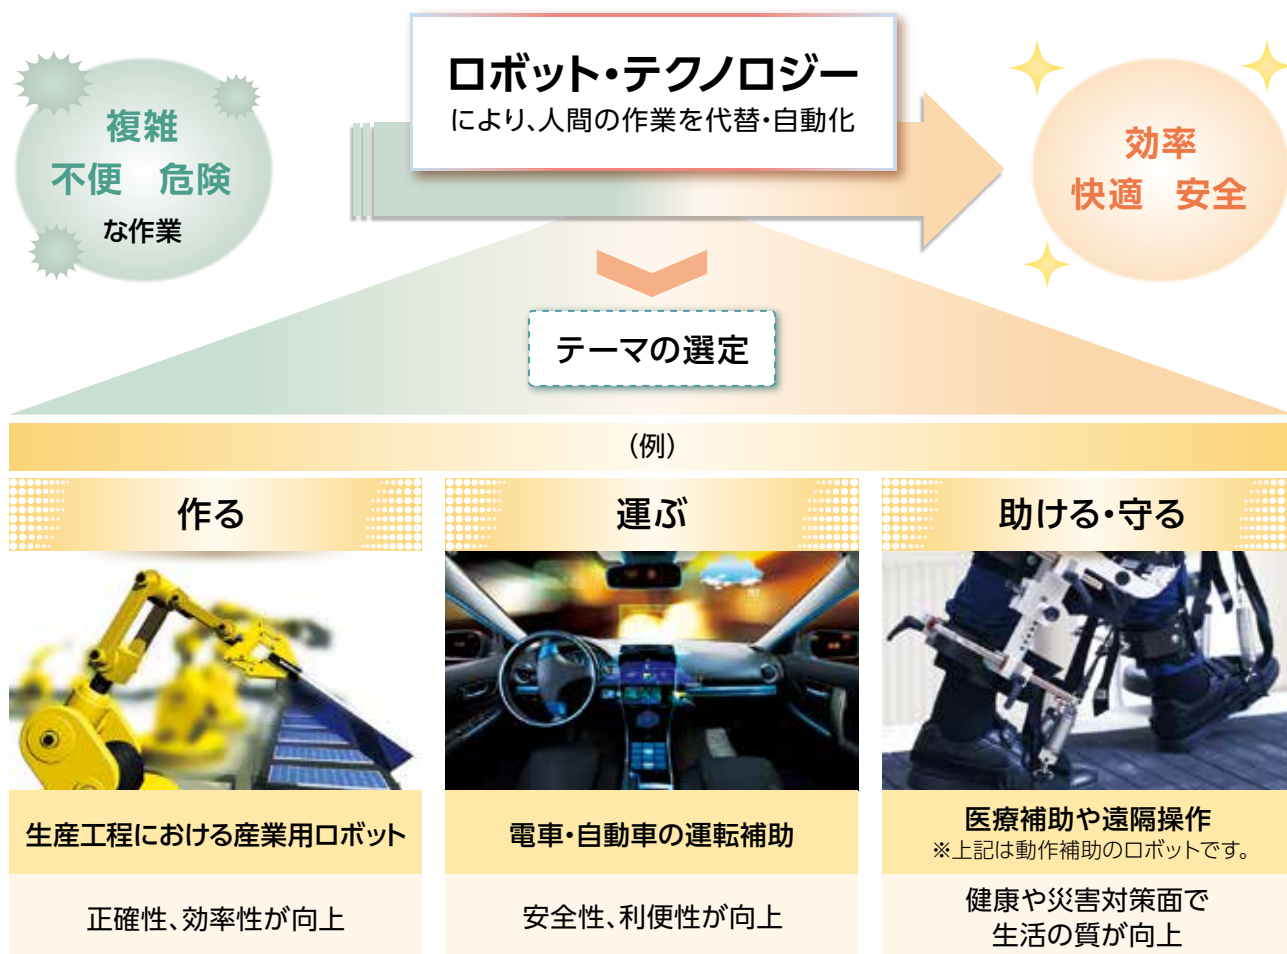 複雑
不便 危険
な作業
ロボット・テクノロジー
により、人間の作業を代替・自動化
効率
快適 安全
テーマの選定
(例)
作る
運ぶ
助ける・守る
生産工程における産業用ロボット
電車・自動車の運転補助
医療補助や遠隔操作
※上記は動作補助のロボットです。
正確性、効率性が向上
安全性、利便性が向上
健康や災害対策面で
生活の質が向上